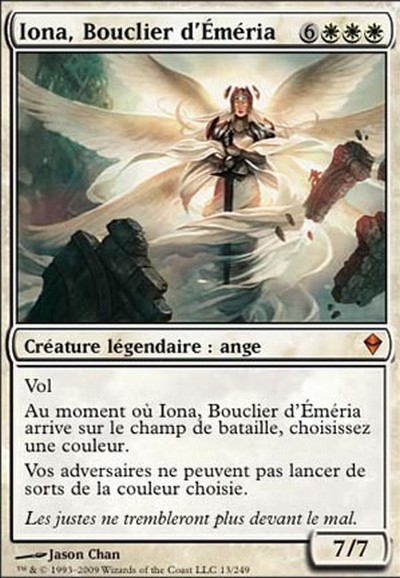 Iona, Bouclier d'Éméria 6
Créature légendaire : ange
Vol
Au moment où Iona, Bouclier d'Éméria
arrive sur le champ de bataille, choisissez
une couleur.
Vos adversaires ne peuvent pas lancer de
sorts de la couleur choisie.
Les justes ne trembleront plus devant le mal.
Jason Chan
7/7
™ & © 1993–2009 Wizards of the Coast LLC 13/249